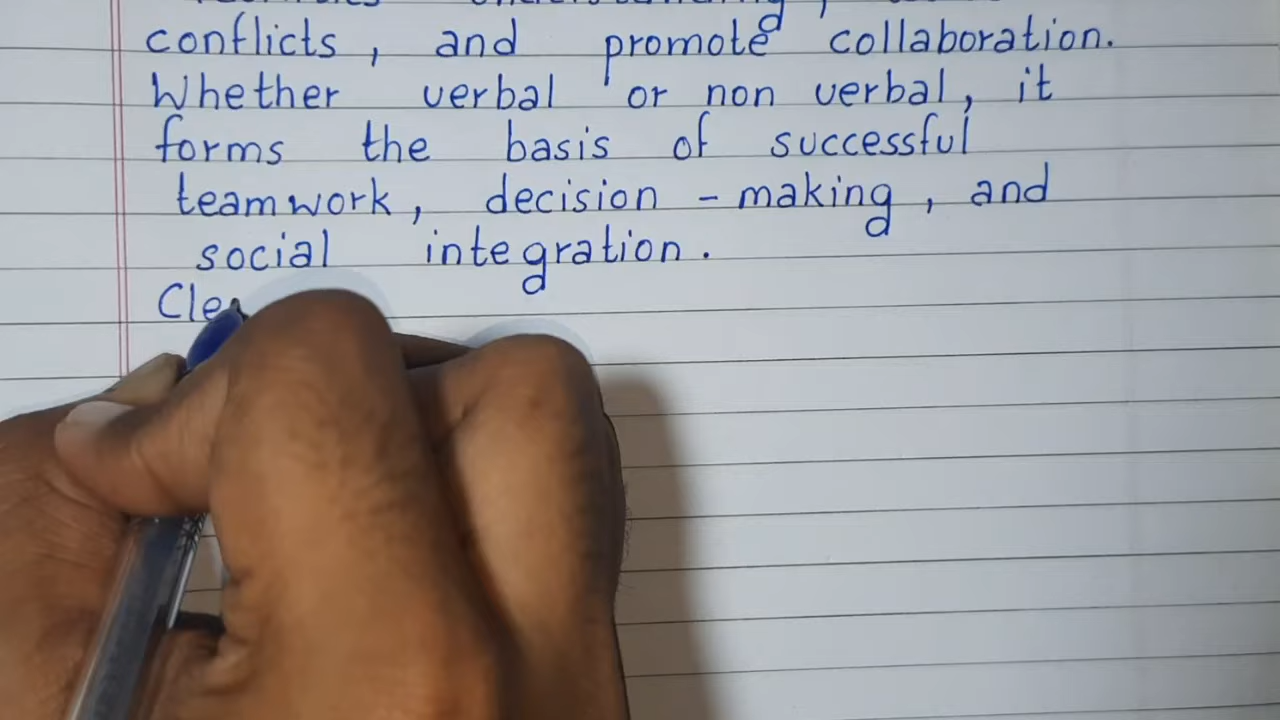 conflicts, and promote collaboration.
Whether verbal or non verbal, it
forms the basis of successful
teamwork, decision - making, and
social integration.